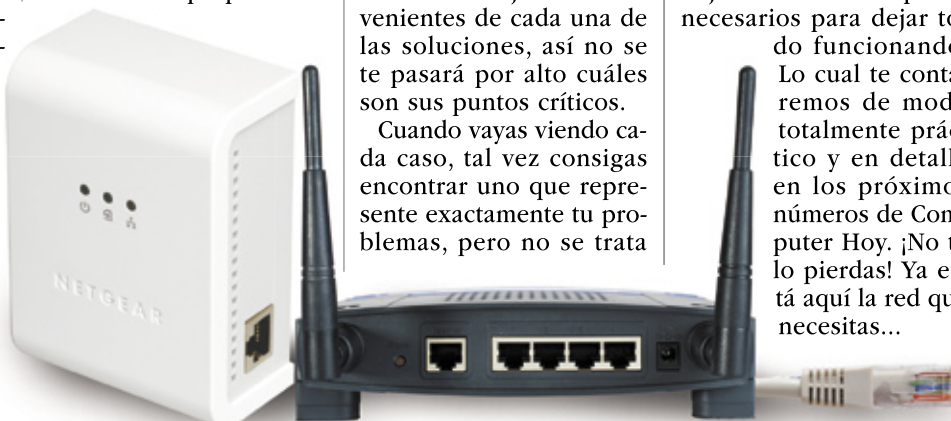 venientes de cada una de
las soluciones, así no se
te pasará por alto cuáles
son sus puntos críticos.
Cuando vayas viendo ca-
da caso, tal vez consigas
encontrar uno que repre-
sente exactamente tu pro-
blemas, pero no se trata
necesarios para dejar to
do funcionando
Lo cual te conta
remos de mod
totalmente prác
tico y en detall
en los próximo
números de Com
puter Hoy. ¡No t
lo pierdas! Ya e
tá aquí la red qu
necesitas...
NETGEAR